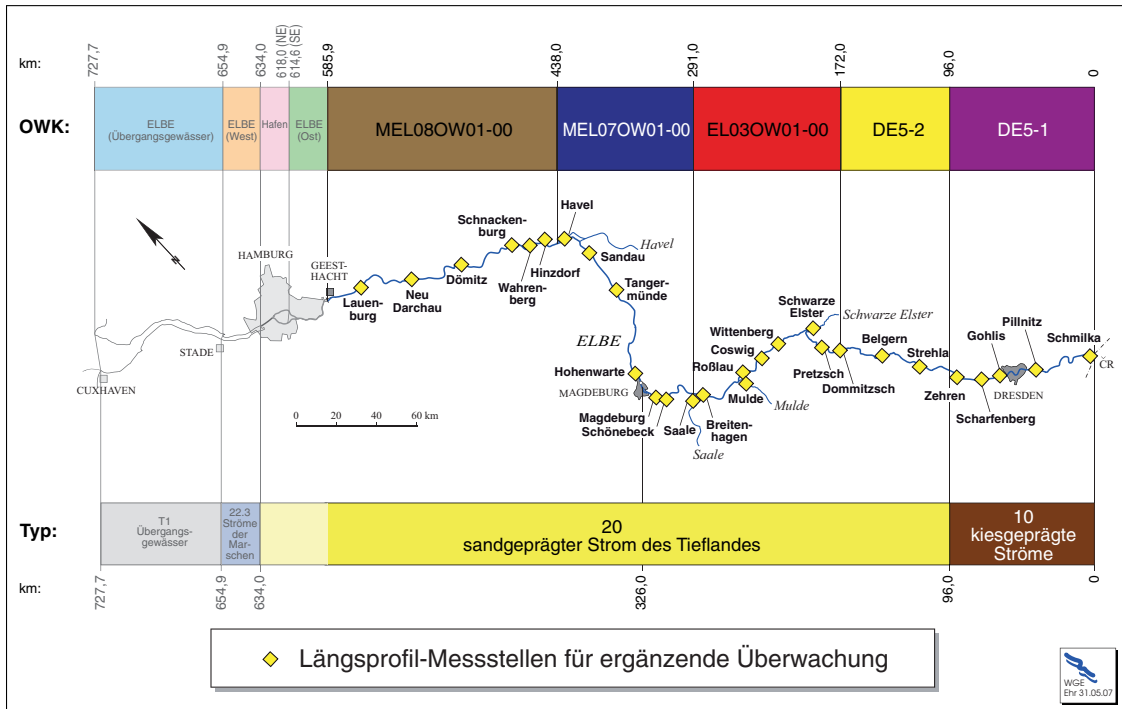 km:
727,7
654,9
634,0
618,0 (NE)
614,6 (SE)
585,9
438,0
291,0
172,0
96,0
0
OWK:
ELBE
(Übergangsgewässer)
ELBE
(West)
Hafen
ELBE
(Ost)
MEL08OW01-00
MEL07OW01-00
EL03OW01-00
DE5-2
DE5-1
N
HAMBURG
GEEST-
HACHT
STADE
CUXHAVEN
Lauen-
burg
Neu
Darchau
Dömitz
Schnacken-
burg
Wahren-
berg
Hinzdorf
Havel
Havel
Sandau
Tanger-
münde
ELBE
Hohenwarte
MAGDEBURG
Magdeburg
Schönebeck
Saale
Saale
Breiten-
hagen
Mulde
Mulde
Roßlau
Coswig
Wittenberg
Schwarze
Elster
Schwarze Elster
Pretzsch
Dommitzsch
Belgern
Strehla
Zehren
Scharfenberg
Gohlis
DRESDEN
Pillnitz
Schmilka
ČR
0 20 40 60 km
Typ:
T1
Übergangs-
gewässer
22.3
Ströme
der
Mar-
schen
20
sandgeprägter Strom des Tieflandes
10
kiesgeprägte
Ströme
km:
727,7
654,9
634,0
326,0
96,0
0
Längsprofil-Messstellen für ergänzende Überwachung
WGE
Ehr 31.05.07